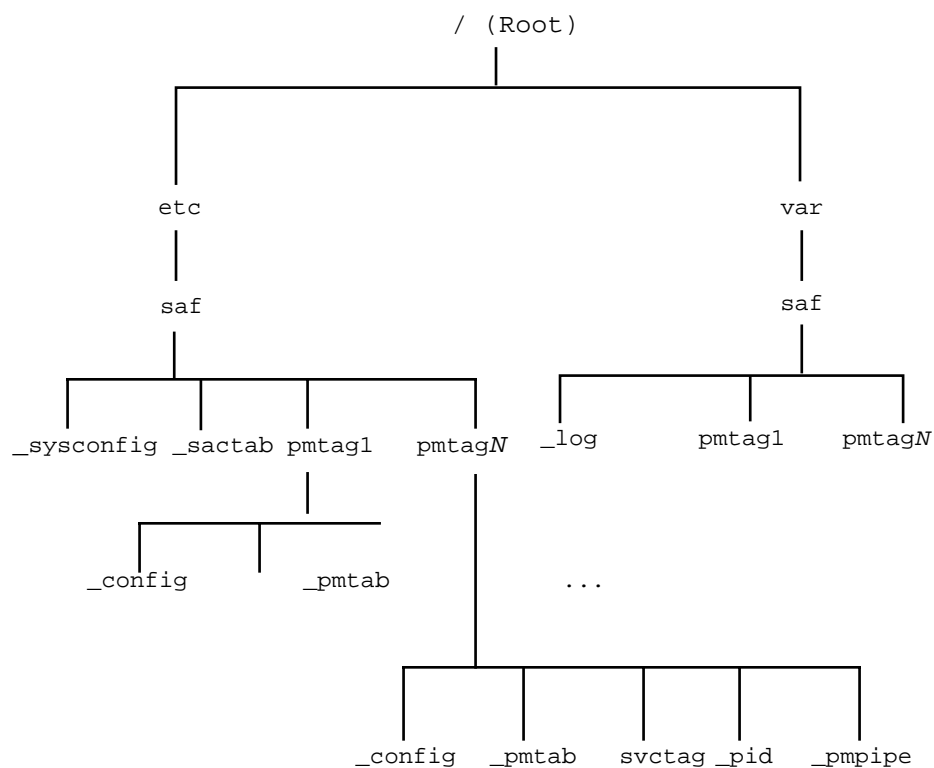 / (Root)
etc var
saf saf
_sysconfig _sactab pmtag1 pmtagN _log pmtag1 pmtagN
_config _pmtab ...
_config _pmtab svctag _pid _pmpipe